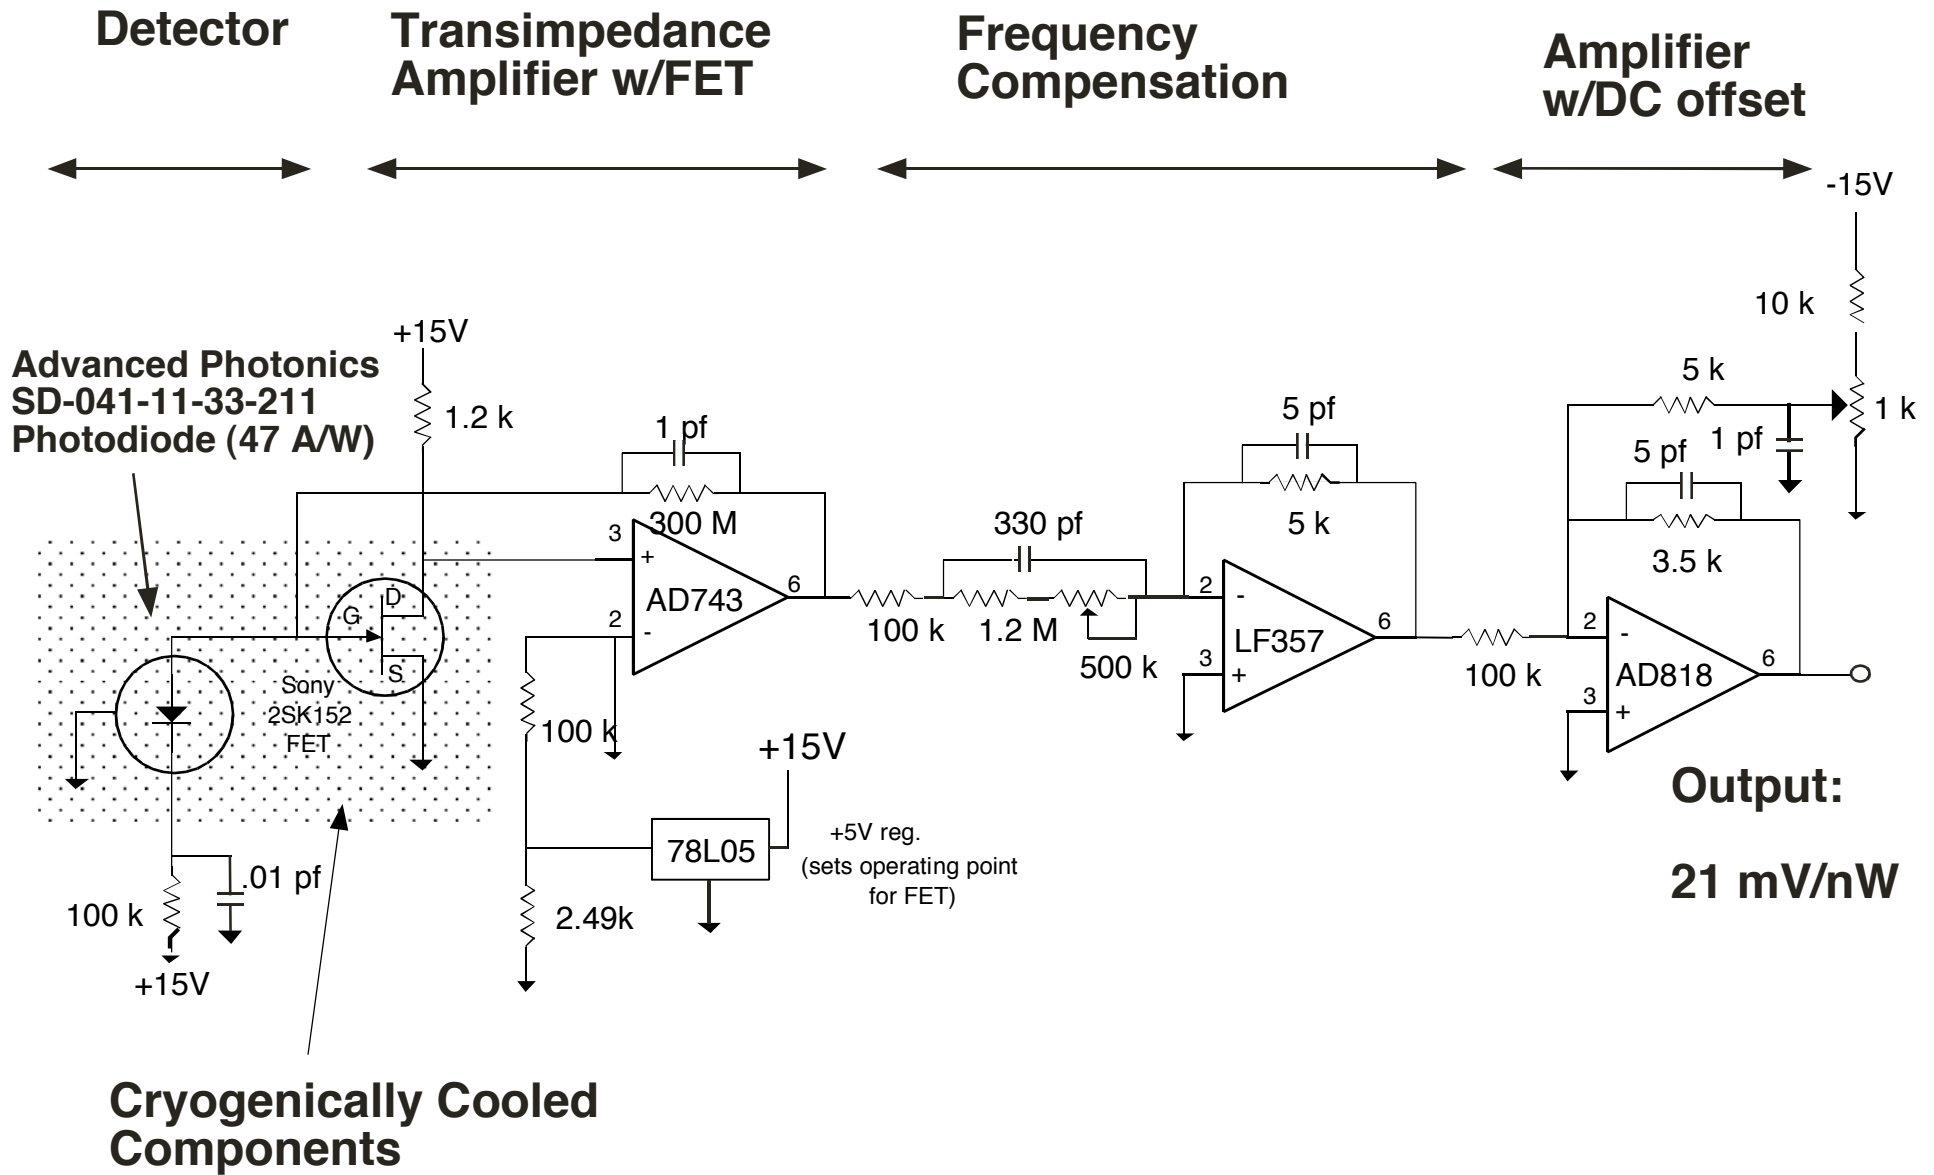 Detector
Transimpedance
Amplifier w/FET
Frequency
Compensation
Amplifier
w/DC offset
-15V
10 k
5 k
1 k
1 pf
5 pf
3.5 k
+15V
1.2 k
Advanced Photonics
SD-041-11-33-211
Photodiode (47 A/W)
1 pf
300 M
3
+
AD743
6
2
-
G
D
S
Sony
2SK152
FET
100 k
+15V
78L05
+5V reg.
(sets operating point
for FET)
2.49k
.01 pf
100 k
+15V
330 pf
100 k
1.2 M
500 k
5 pf
5 k
2
-
LF357
6
3
+
100 k
2
-
AD818
6
3
+
Output:
21 mV/nW
Cryogenically Cooled
Components